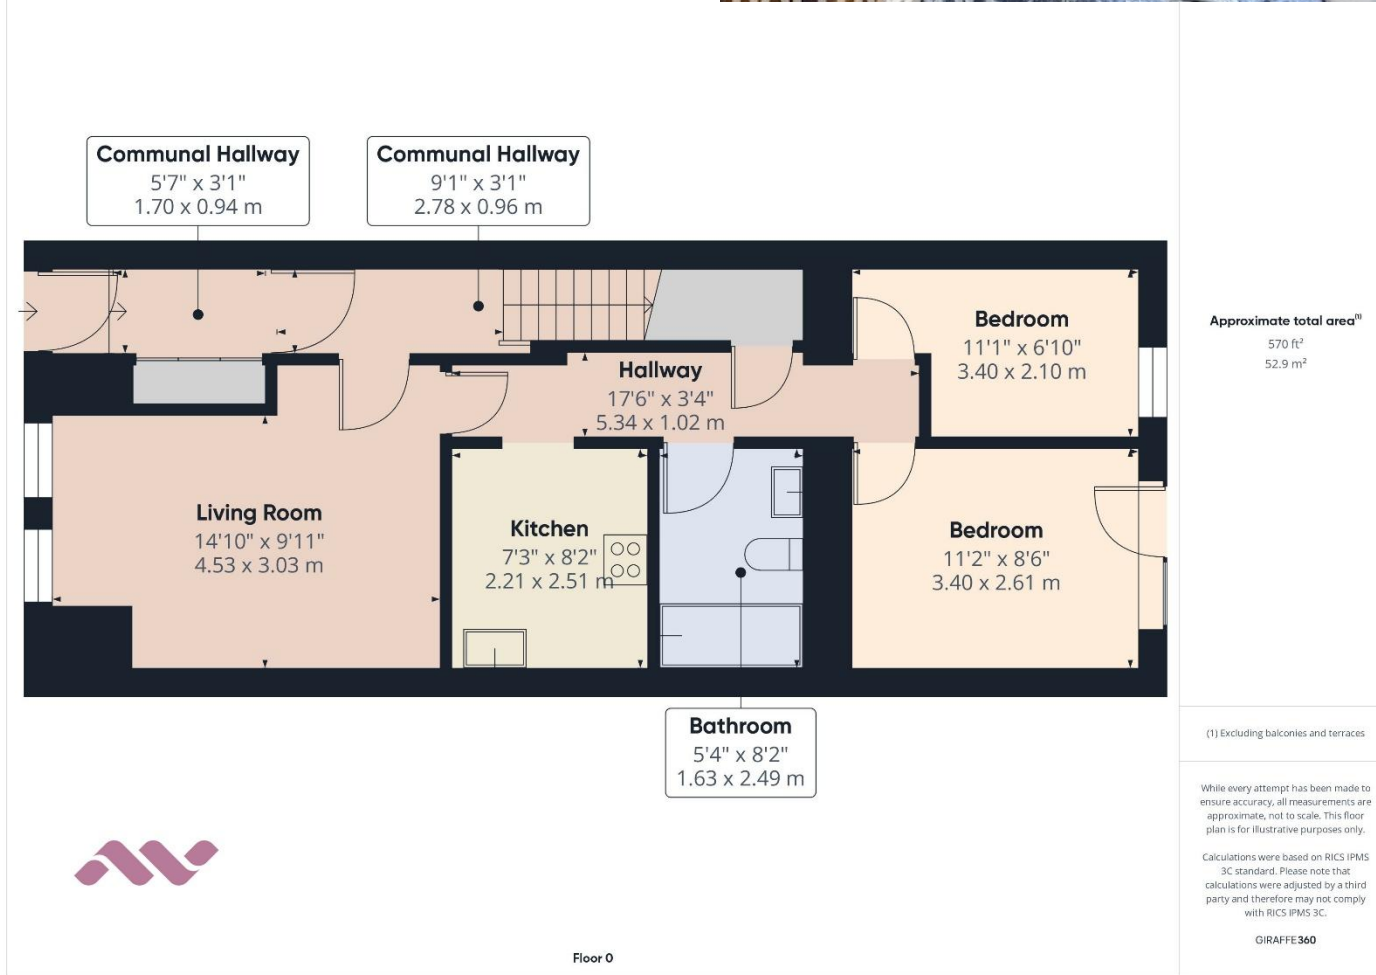 Communal Hallway
5'7" x 3'1"
1.70 x 0.94 m
Communal Hallway
9'1" x 3'1"
2.78 x 0.96 m
Hallway
17'6" x 3'4"
5.34 x 1.02 m
Bedroom
11'1" x 6'10"
3.40 x 2.10 m
Living Room
14'10" x 9'11"
4.53 x 3.03 m
Kitchen
7'3" x 8'2"
2.21 x 2.51 m
Bedroom
11'2" x 8'6"
3.40 x 2.61 m
Bathroom
5'4" x 8'2"
1.63 x 2.49 m
Floor 0
Approximate total area(1)
570 ft²
52.9 m²
(1) Excluding balconies and terraces
While every attempt has been made to
ensure accuracy, all measurements are
approximate, not to scale. This floor
plan is for illustrative purposes only.
Calculations were based on RICS IPMS
3C standard. Please note that
calculations were adjusted by a third
party and therefore may not comply
with RICS IPMS 3C.
GIRAFFE360